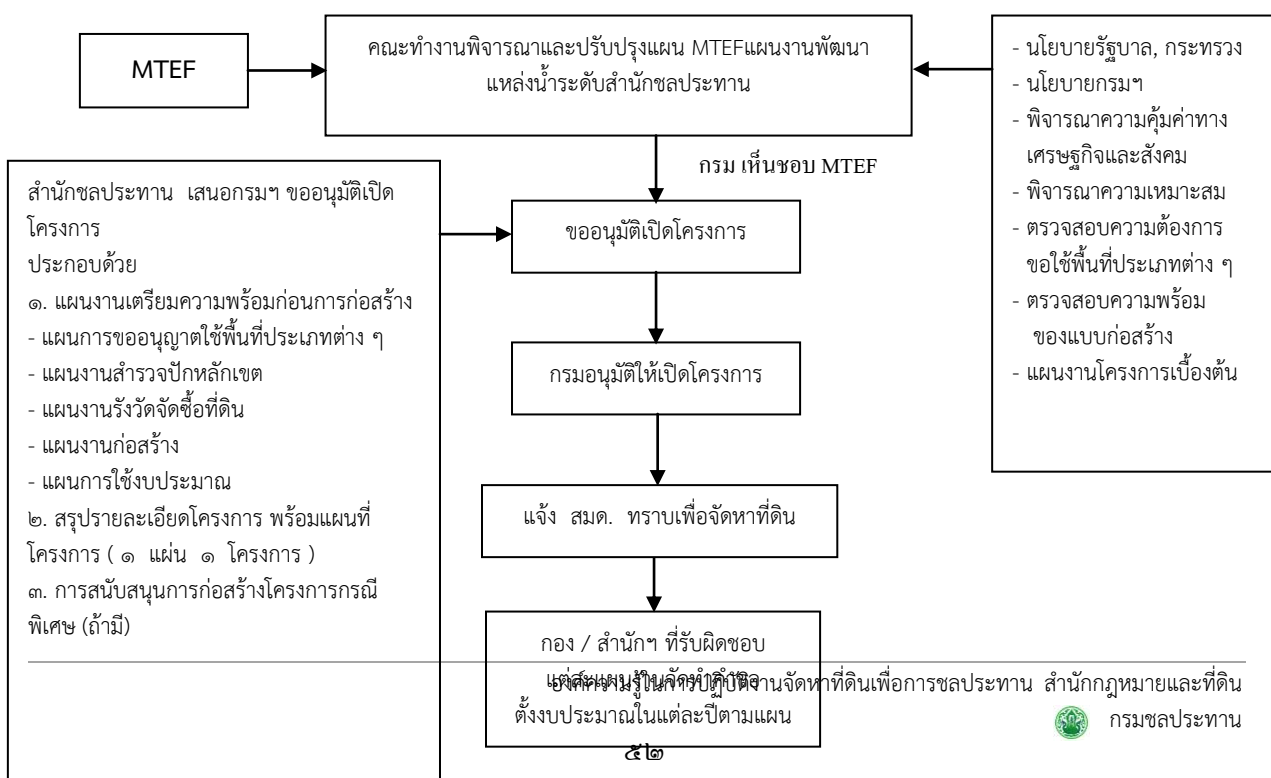 MTEF
คณะทำงานพิจารณาและปรับปรุงแผน MTEFแผนงานพัฒนา
แหล่งน้ำระดับสำนักชลประทาน
- นโยบายรัฐบาล, กระทรวง
- นโยบายกรมฯ
- พิจารณาความคุ้มค่าทาง
เศรษฐกิจและสังคม
- พิจารณาความเหมาะสม
- ตรวจสอบความต้องการ
ขอใช้พื้นที่ประเภทต่าง ๆ
- ตรวจสอบความพร้อม
ของแบบก่อสร้าง
- แผนงานโครงการเบื้องต้น
กรม เห็นชอบ MTEF
สำนักชลประทาน เสนอกรมฯ ขออนุมัติเปิด
โครงการ
ประกอบด้วย
๑. แผนงานเตรียมความพร้อมก่อนการก่อสร้าง
- แผนการขออนุญาตใช้พื้นที่ประเภทต่าง ๆ
- แผนงานสำรวจปักหลักเขต
- แผนงานรังวัดจัดซื้อที่ดิน
- แผนงานก่อสร้าง
- แผนการใช้งบประมาณ
๒. สรุปรายละเอียดโครงการ พร้อมแผนที่
โครงการ ( ๑ แผ่น ๑ โครงการ )
๓. การสนับสนุนการก่อสร้างโครงการกรณี
พิเศษ (ถ้ามี)
ขออนุมัติเปิดโครงการ
กรมอนุมัติให้เปิดโครงการ
แจ้ง สมด. ทราบเพื่อจัดหาที่ดิน
กอง / สำนักฯ ที่รับผิดชอบ
แต่ละแผนงานจัดทำคำขอ
ตั้งงบประมาณในแต่ละปีตามแผน
องค์ความรู้ในการปฏิบัติงานจัดหาที่ดินเพื่อการชลประทาน สำนักกฎหมายและที่ดิน
กรมชลประทาน
๕๒